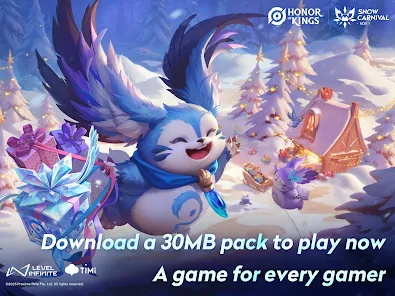 HONOR OF KINGS
SNOW CARNIVAL
Download a 30MB pack to play now
A game for every gamer
LEVEL INFINITE
TiMi